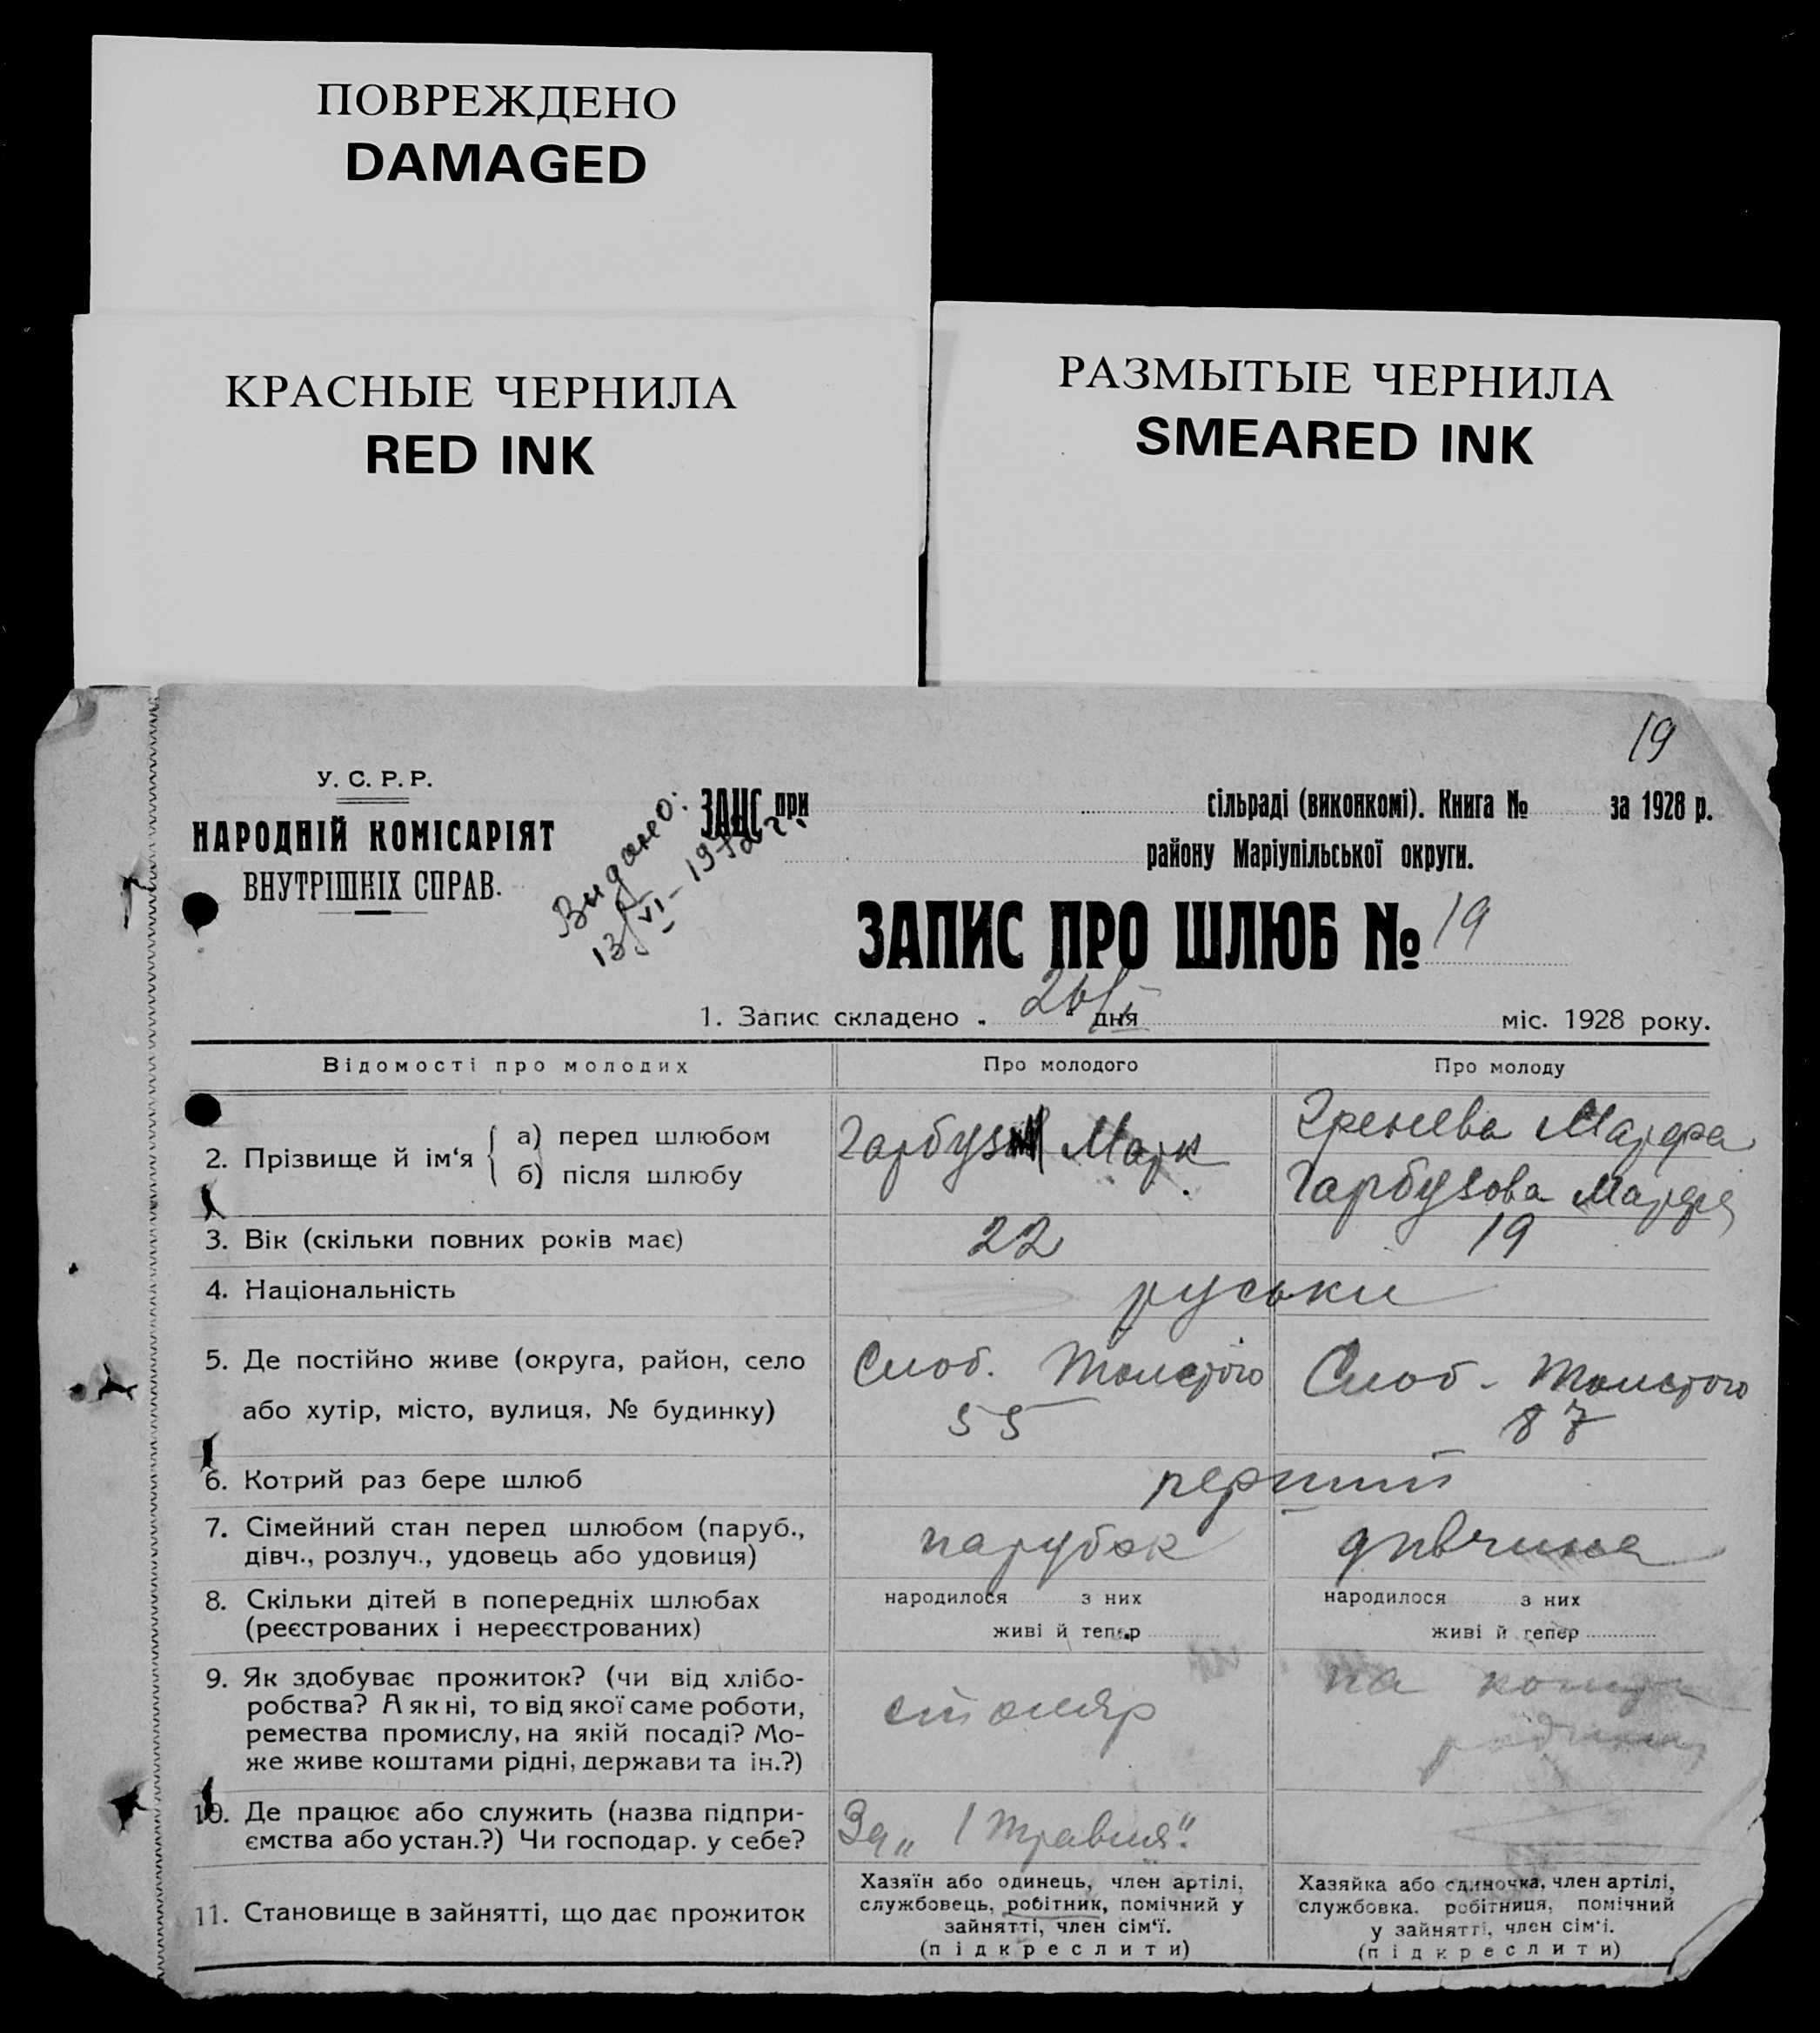 ПОВРЕЖДЕНО
DAMAGED
КРАСНЫЕ ЧЕРНИЛА
RED INK
РАЗМЫТЫЕ ЧЕРНИЛА
SMEARED INK
19
У. С. Р. Р.
НАРОДНІЙ КОМІСАРІЯТ
ВНУТРІШНІХ СПРАВ.
Видано:
13/VI-1952 г.
ЗАЦС при сільраді (виконкомі). Книга № за 1928 р.
району Маріупільської округи.
ЗАПИС ПРО ШЛЮБ № 19
1. Запис складено дня міс. 1928 року.
Відомості про молодих Про молодого Про молоду
2. Прізвище й ім'я { а) перед шлюбом
б) після шлюбу
Гарбуз Марк
Гренева Марфа
Гарбузова Марфа
3. Вік (скільки повних років має) 22 19
4. Національність руськи
5. Де постійно живе (округа, район, село
або хутір, місто, вулиця, № будинку)
Слоб. Толстого
55
Слоб. Толстого
87
6. Котрий раз бере шлюб перший
7. Сімейний стан перед шлюбом (паруб.,
дівч., розлуч., удовець або удовиця)
парубок дивчина
8. Скільки дітей в попередніх шлюбах
(реєстрованих і нереєстрованих)
народилося з них
живі й тепер
народилося з них
живі й тепер
9. Як здобуває прожиток? (чи від хлібо-
робства? А як ні, то від якої саме роботи,
ремества промислу, на якій посаді? Мо-
же живе коштами рідні, держави та ін.?)
столяр
на
10. Де працює або служить (назва підпри-
ємства або устан.?) Чи господар. у себе?
За „1 травня"
11. Становище в зайнятті, що дає прожиток
Хазяїн або одинець, член артілі,
службовець, робітник, помічний у
зайнятті, член сім'ї.
(підкреслити)
Хазяйка або одиночка, член артілі,
службовка, робітниця, помічний
у зайнятті, член сім'ї.
(підкреслити)